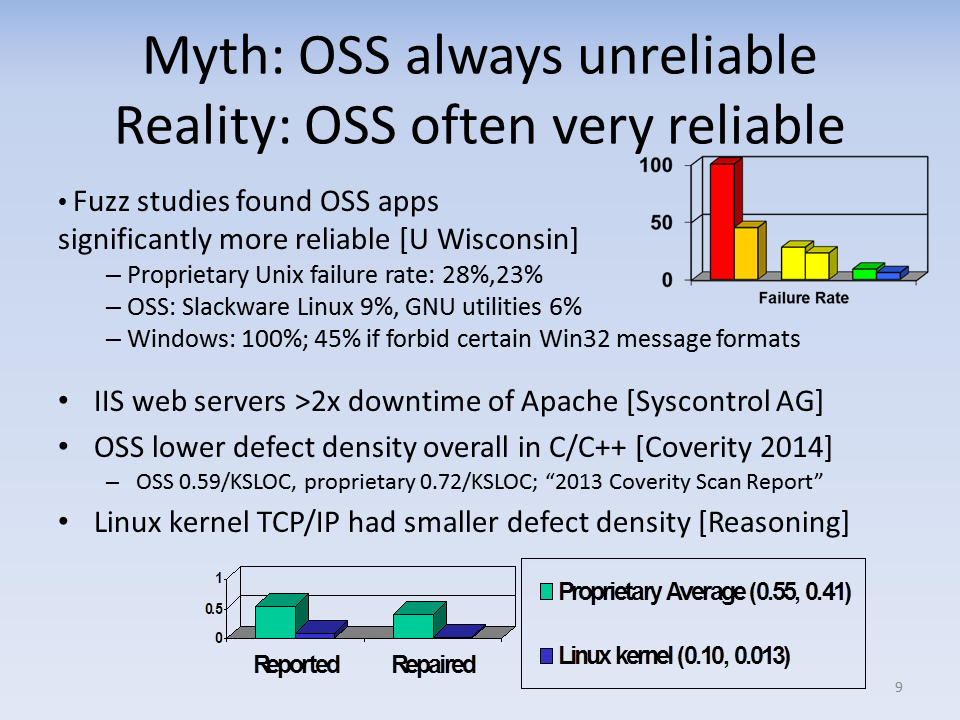 Myth: OSS always unreliable
Reality: OSS often very reliable
• Fuzz studies found OSS apps
significantly more reliable [U Wisconsin]
– Proprietary Unix failure rate: 28%,23%
– OSS: Slackware Linux 9%, GNU utilities 6%
– Windows: 100%; 45% if forbid certain Win32 message formats
100
50
0
Failure Rate
• IIS web servers >2x downtime of Apache [Syscontrol AG]
• OSS lower defect density overall in C/C++ [Coverity 2014]
– OSS 0.59/KSLOC, proprietary 0.72/KSLOC; “2013 Coverity Scan Report”
• Linux kernel TCP/IP had smaller defect density [Reasoning]
1
0.5
0
Reported Repaired
Proprietary Average (0.55, 0.41)
Linux kernel (0.10, 0.013)
9